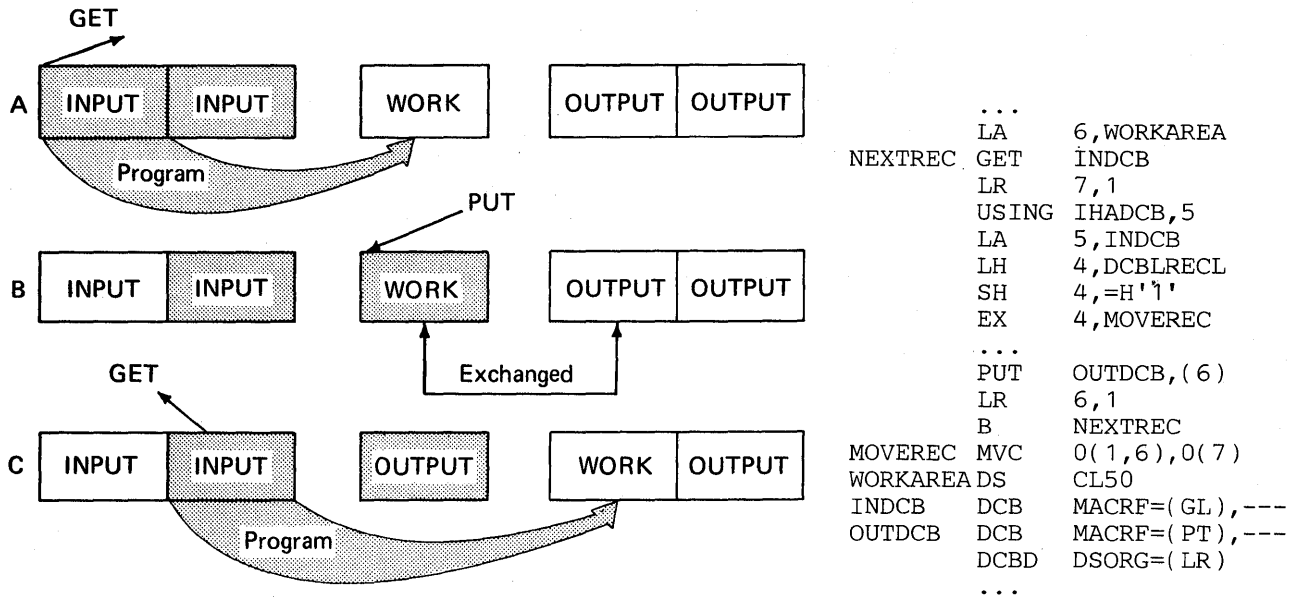 GET
A INPUT INPUT WORK OUTPUT OUTPUT
Program
PUT
B INPUT INPUT WORK OUTPUT OUTPUT
Exchanged
GET
C INPUT INPUT OUTPUT WORK OUTPUT
Program
...
LA 6,WORKAREA
NEXTREC GET INDCB
LR 7,1
USING IHADCB,5
LA 5,INDCB
LH 4,DCBLRECL
SH 4,=H'1'
EX 4,MOVEREC
...
PUT OUTDCB,(6)
LR 6,1
B NEXTREC
MOVEREC MVC 0(1,6),0(7)
WORKAREA DS CL50
INDCB DCB MACRF=(GL),---
OUTDCB DCB MACRF=(PT),---
DCBD DSORG=(LR)
...